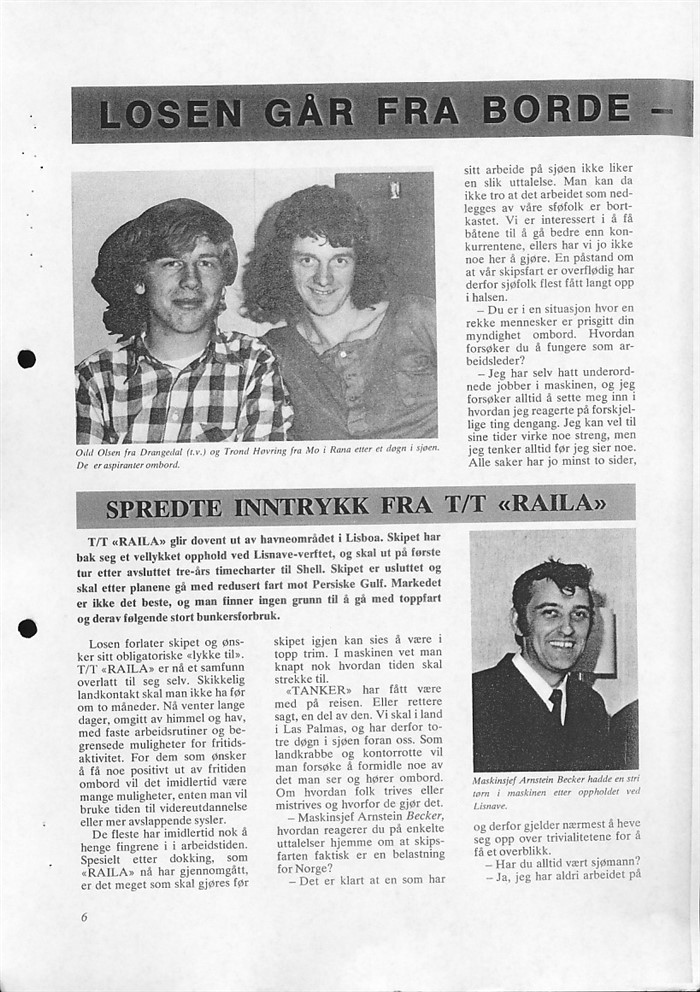 LOSEN GÅR FRA BORDE –
Odd Olsen fra Drangedal (t.v.) og Trond Høvring fra Mo i Rana etter et døgn i sjøen.
De er aspiranter ombord.
SPREDTE INNTRYKK FRA T/T «RAILA»
T/T «RAILA» glir dovent ut av havneområdet i Lisboa. Skipet har
bak seg et vellykket opphold ved Lisnave-verftet, og skal ut på første
tur etter avsluttet tre-års timecharter til Shell. Skipet er usluttet og
skal etter planene gå med redusert fart mot Persiske Gulf. Markedet
er ikke det beste, og man finner ingen grunn til å gå med toppfart
og derav følgende stort bunkersforbruk.
Losen forlater skipet og øns-
ker sitt obligatoriske «lykke til».
T/T «RAILA» er nå et samfunn
overlatt til seg selv. Skikkelig
landkontakt skal man ikke ha før
om to måneder. Nå venter lange
dager, omgitt av himmel og hav,
med faste arbeidsrutiner og be-
grensede muligheter for fritids-
aktivitet. For dem som ønsker
å få noe positivt ut av fritiden
ombord vil det imidlertid være
mange muligheter, enten man vil
bruke tiden til videreutdannelse
eller mer avslappende sysler.
De fleste har imidlertid nok å
henge fingrene i i arbeidstiden.
Spesielt etter dokking, som
«RAILA» nå har gjennomgått,
er det meget som skal gjøres før
skipet igjen kan sies å være i
topp trim. I maskinen vet man
knapt nok hvordan tiden skal
strekke til.
«TANKER» har fått være
med på reisen. Eller rettere
sagt, en del av den. Vi skal i land
i Las Palmas, og har derfor to-
tre døgn i sjøen foran oss. Som
landkrabbe og kontorrotte vil
man forsøke å formidle noe av
det man ser og hører ombord.
Om hvordan folk trives eller
mistrives og hvorfor de gjør det.
– Maskinsjef Arnstein Becker,
hvordan reagerer du på enkelte
uttalelser hjemme om at skips-
farten faktisk er en belastning
for Norge?
– Det er klart at en som har
sitt arbeide på sjøen ikke liker
en slik uttalelse. Man kan da
ikke tro at det arbeidet som ned-
legges av våre sføfolk er bort-
kastet. Vi er interessert i å få
båtene til å gå bedre enn kon-
kurrentene, ellers har vi jo ikke
noe her å gjøre. En påstand om
at vår skipsfart er overflødig har
derfor sjøfolk flest fått langt opp
i halsen.
– Du er i en situasjon hvor en
rekke mennesker er prisgitt din
myndighet ombord. Hvordan
forsøker du å fungere som ar-
beidsleder?
– Jeg har selv hatt underord-
nede jobber i maskinen, og jeg
forsøker alltid å sette meg inn i
hvordan jeg reagerte på forskjel-
lige ting dengang. Jeg kan vel til
sine tider virke noe streng, men
jeg tenker alltid før jeg sier noe.
Alle saker har jo minst to sider,
Maskinsjef Arnstein Becker hadde en stri
tørn i maskinen etter oppholdet ved
Lisnave.
og derfor gjelder nærmest å heve
seg opp over trivialitetene for å
få et overblikk.
– Har du alltid vært sjømann?
– Ja, jeg har aldri arbeidet på
6